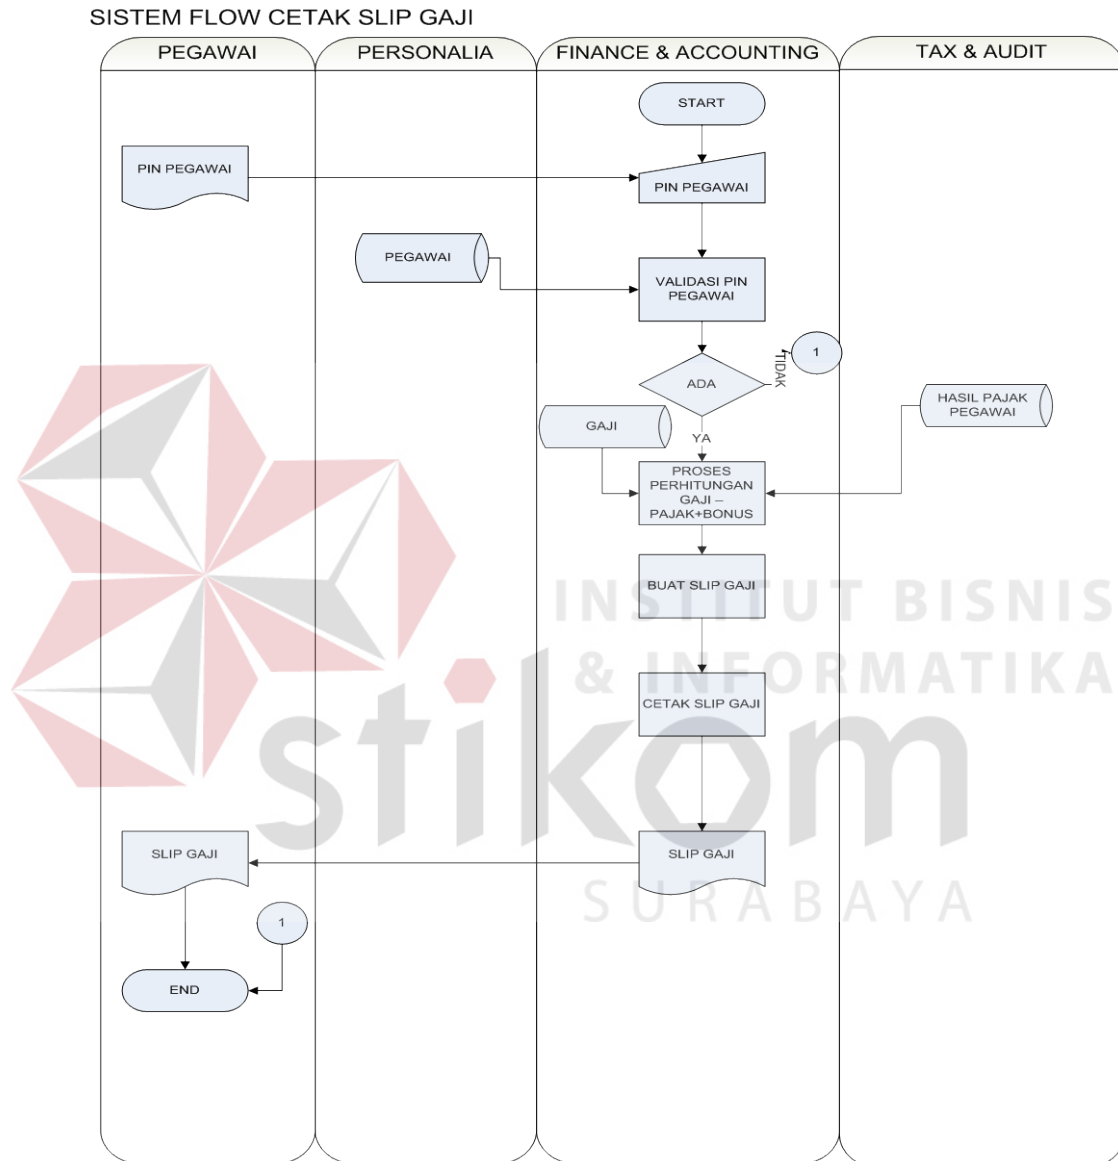 SISTEM FLOW CETAK SLIP GAJI
PEGAWAI
PERSONALIA
FINANCE & ACCOUNTING
TAX & AUDIT
START
PIN PEGAWAI
PIN PEGAWAI
PEGAWAI
VALIDASI PIN
PEGAWAI
ADA
TIDAK
1
GAJI
YA
HASIL PAJAK
PEGAWAI
PROSES
PERHITUNGAN
GAJI –
PAJAK+BONUS
BUAT SLIP GAJI
INSTITUT BISNIS
& INFORMATIKA
CETAK SLIP GAJI
stikom
SLIP GAJI
SLIP GAJI
SURABAYA
1
END